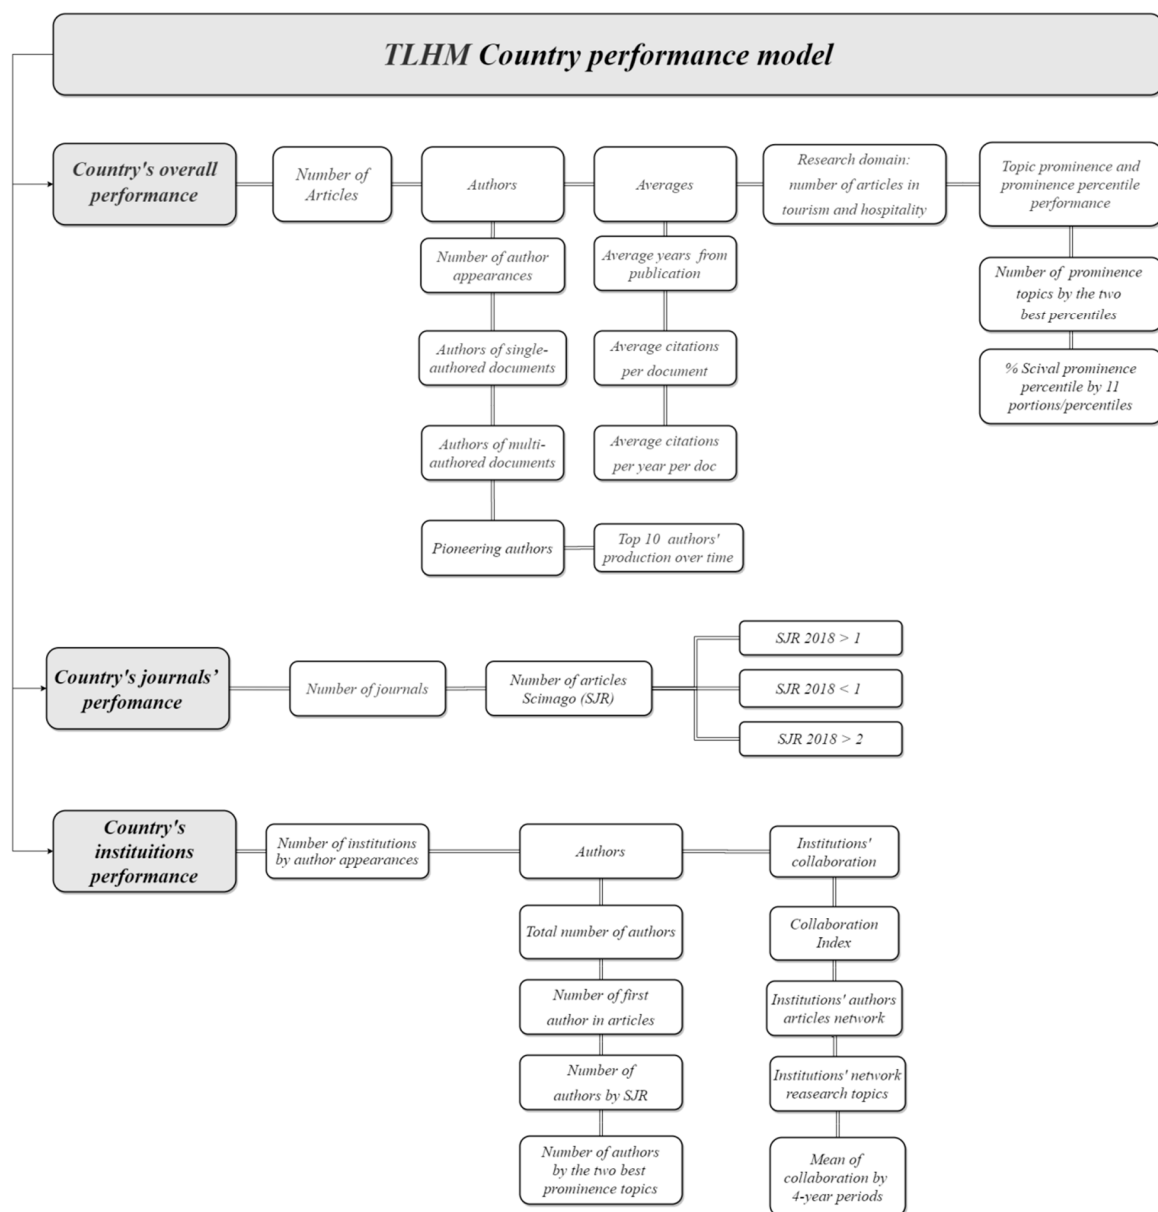 TLHM Country performance model
Country's overall
performance
Number of
Articles
Authors
Averages
Research domain:
number of articles in
tourism and hospitality
Topic prominence and
prominence percentile
performance
Number of author
appearances
Average years from
publication
Number of prominence
topics by the two
best percentiles
Authors of single-
authored documents
Average citations
per document
% Scival prominence
percentile by 11
portions/percentiles
Authors of multi-
authored documents
Average citations
per year per doc
Pioneering authors
Top 10 authors'
production over time
Country's journals’
perfomance
Number of journals
Number of articles
Scimago (SJR)
SJR 2018 > 1
SJR 2018 < 1
SJR 2018 > 2
Country's
instituitions
performance
Number of institutions
by author appearances
Authors
Institutions'
collaboration
Total number of authors
Collaboration
Index
Number of first
author in articles
Institutions' authors
articles network
Number of
authors by SJR
Institutions' network
reasearch topics
Number of authors
by the two best
prominence topics
Mean of
collaboration by
4-year periods